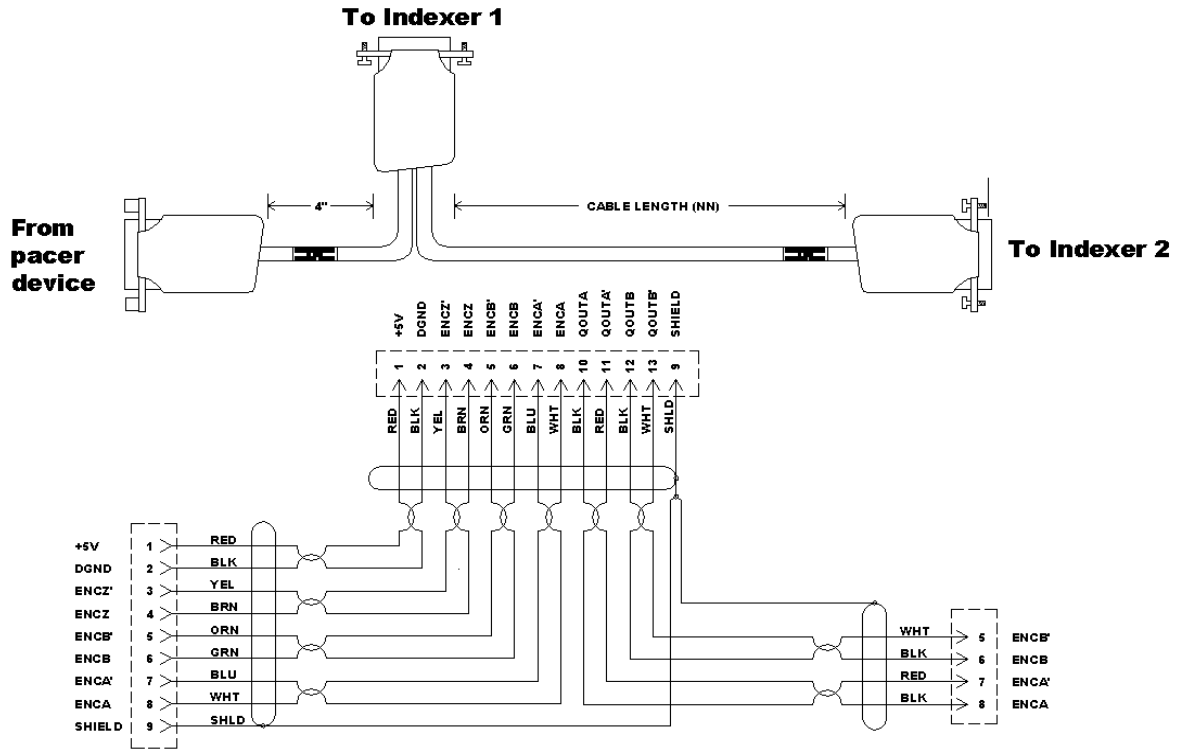 To Indexer 1
4"
CABLE LENGTH (NN)
From
pacer
device
To Indexer 2
+5V
DGND
ENCZ'
ENCZ
ENCB'
ENCB
ENCA'
ENCA
QOUTA
QOUTA'
QOUTB
QOUTB'
SHIELD
1 2 3 4 5 6 7 8 10 11 12 13 9
RED
BLK
YEL
BRN
ORN
GRN
BLU
WHT
BLK
RED
BLK
WHT
SHLD
+5V 1 RED
DGND 2 BLK
ENCZ' 3 YEL
ENCZ 4 BRN
ENCB' 5 ORN
ENCB 6 GRN
ENCA' 7 BLU
ENCA 8 WHT
SHIELD 9 SHLD
WHT 5 ENCB'
BLK 6 ENCB
RED 7 ENCA'
BLK 8 ENCA